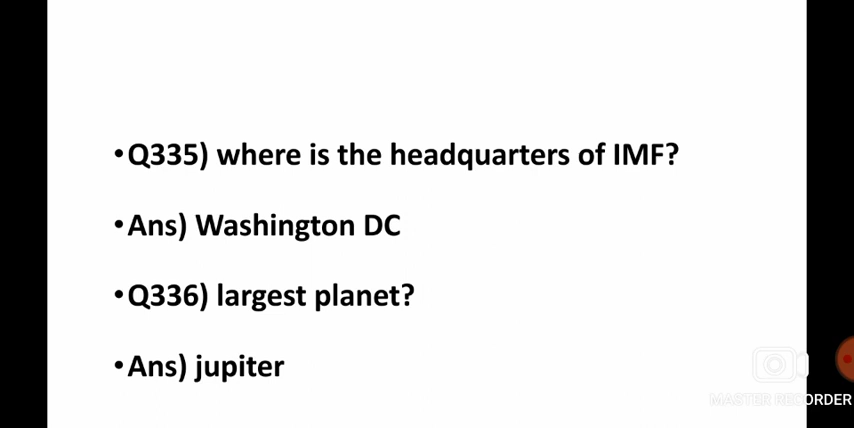 •Q335) where is the headquarters of IMF?
•Ans) Washington DC
•Q336) largest planet?
•Ans) jupiter
MASTER RECORDER